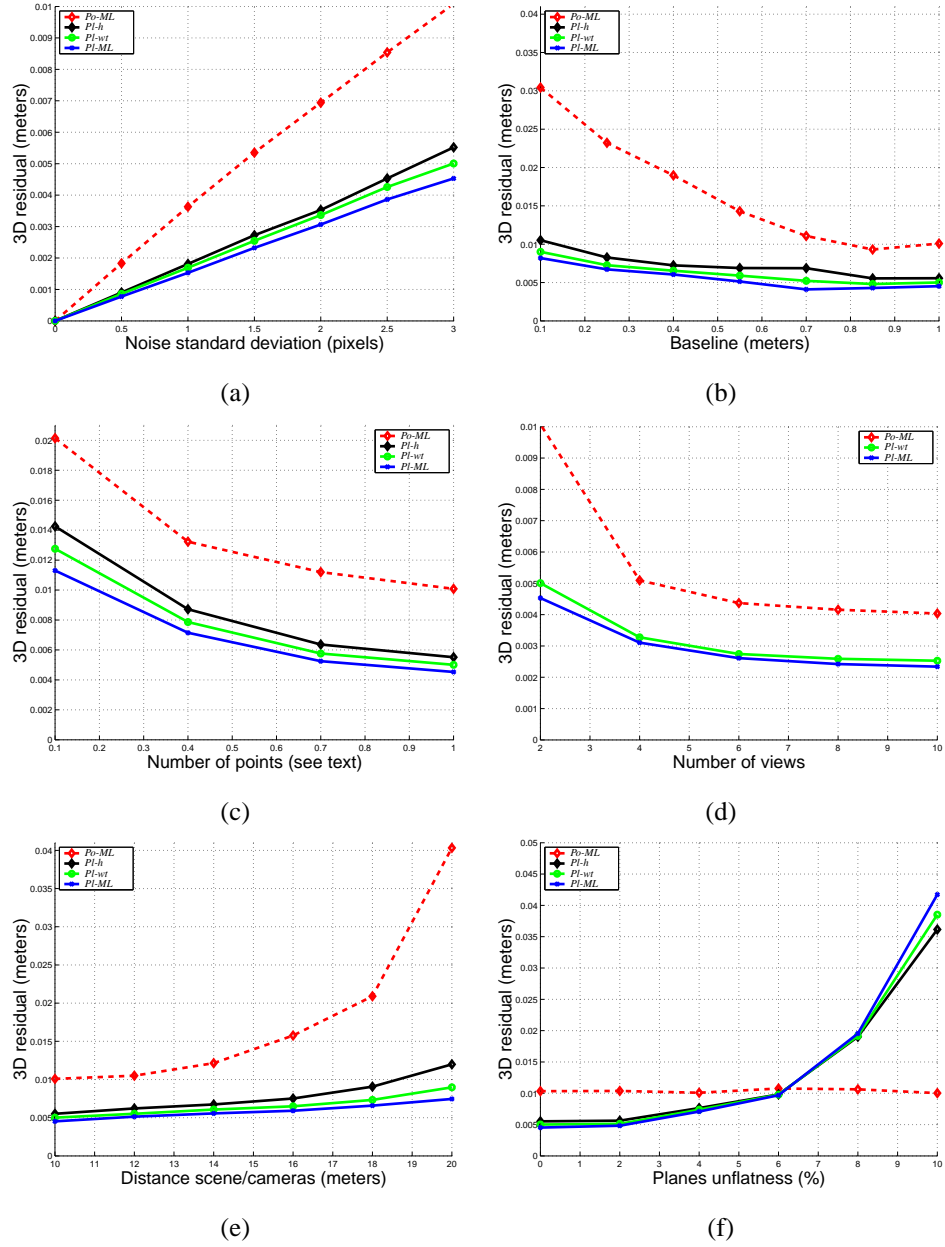 0.01
0.009
0.008
0.007
0.006
0.005
0.004
0.003
0.002
0.001
0
0 0.5 1 1.5 2 2.5 3
3D residual (meters)
Noise standard deviation (pixels)
Po-ML
Pl-h
Pl-wt
Pl-ML
(a)
0.04
0.035
0.03
0.025
0.02
0.015
0.01
0.005
0
0.1 0.2 0.3 0.4 0.5 0.6 0.7 0.8 0.9 1
3D residual (meters)
Baseline (meters)
Po-ML
Pl-h
Pl-wt
Pl-ML
(b)
0.02
0.018
0.016
0.014
0.012
0.01
0.008
0.006
0.004
0.002
0
0.1 0.2 0.3 0.4 0.5 0.6 0.7 0.8 0.9 1
3D residual (meters)
Number of points (see text)
Po-ML
Pl-h
Pl-wt
Pl-ML
(c)
0.01
0.009
0.008
0.007
0.006
0.005
0.004
0.003
0.002
0.001
0
2 3 4 5 6 7 8 9 10
3D residual (meters)
Number of views
Po-ML
Pl-wt
Pl-ML
(d)
0.04
0.035
0.03
0.025
0.02
0.015
0.01
0.005
0
10 11 12 13 14 15 16 17 18 19 20
3D residual (meters)
Distance scene/cameras (meters)
Po-ML
Pl-h
Pl-wt
Pl-ML
(e)
0.05
0.045
0.04
0.035
0.03
0.025
0.02
0.015
0.01
0.005
0
0 1 2 3 4 5 6 7 8 9 10
3D residual (meters)
Planes unflatness (%)
Po-ML
Pl-h
Pl-wt
Pl-ML
(f)